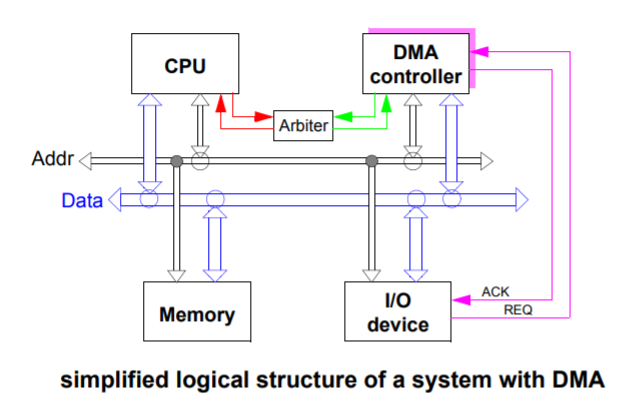 CPU
DMA
controller
Arbiter
Addr
Data
Memory
I/O
device
ACK
REQ
simplified logical structure of a system with DMA